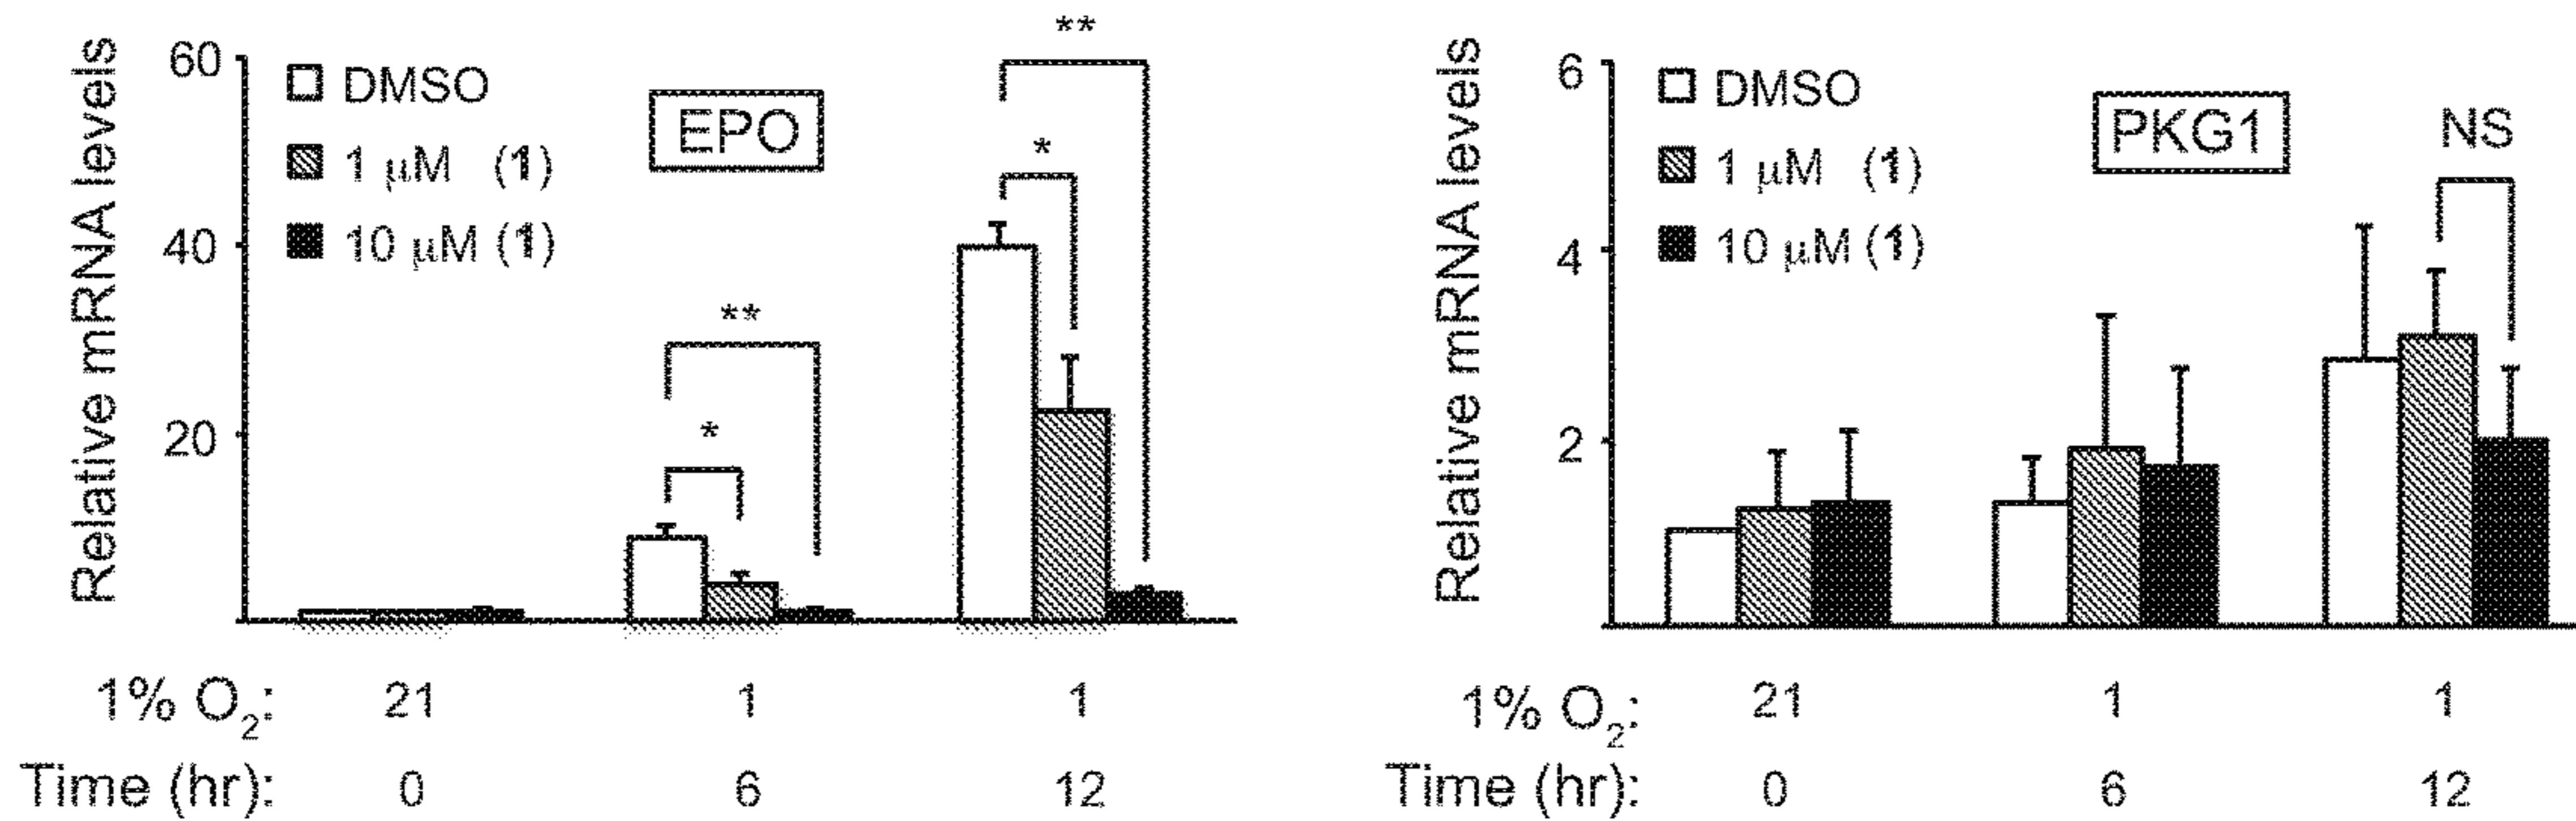 Relative mRNA levels
60
40
20
DMSO
1 μM (1)
10 μM (1)
EPO
*
**
*
**
1% O₂: 21 1 1
Time (hr): 0 6 12
Relative mRNA levels
6
4
2
DMSO
1 μM (1)
10 μM (1)
PKG1
NS
1% O₂: 21 1 1
Time (hr): 0 6 12